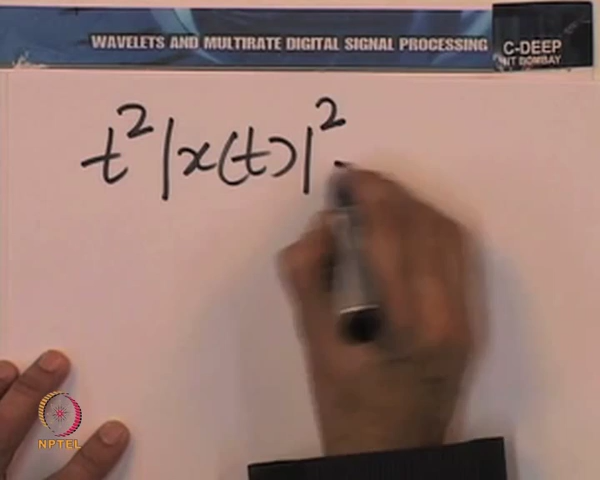 WAVELETS AND MULTIRATE DIGITAL SIGNAL PROCESSING
C-DEEP
IIT BOMBAY
t² |x(t)|²
NPTEL